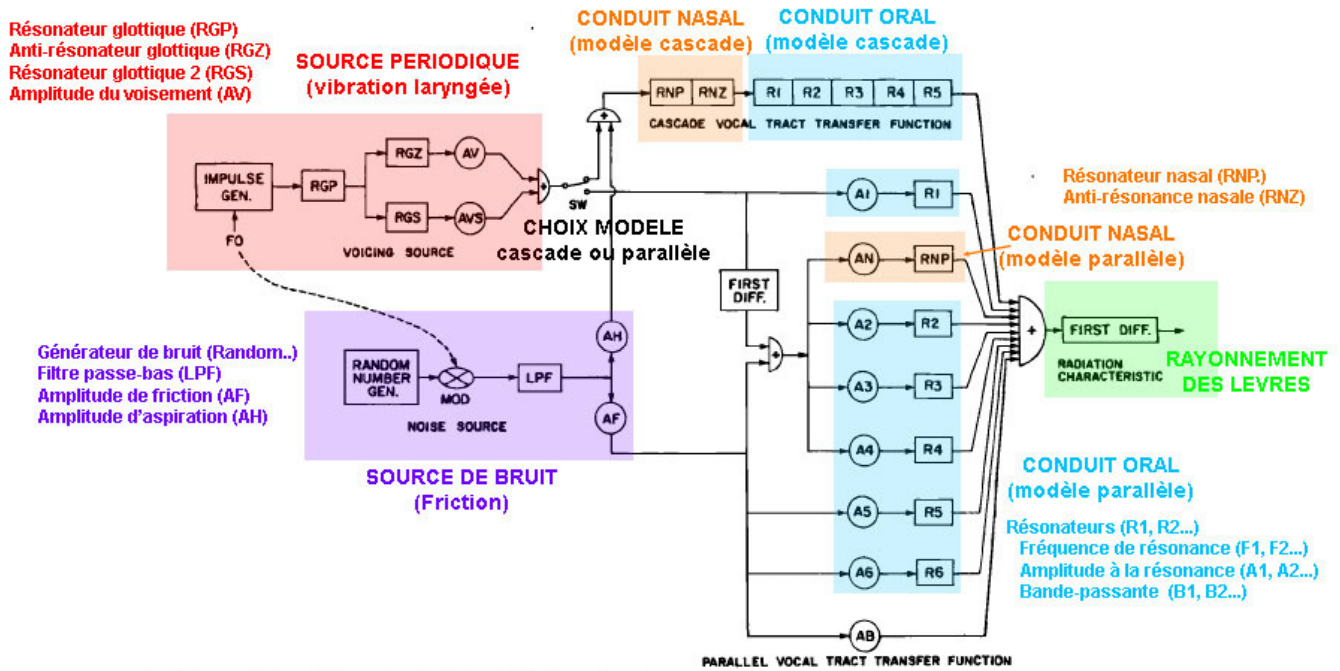 Résonateur glottique (RGP)
Anti-résonateur glottique (RGZ)
Résonateur glottique 2 (RGS)
Amplitude du voisement (AV)
SOURCE PERIODIQUE
(vibration laryngée)
CONDUIT NASAL
(modèle cascade)
CONDUIT ORAL
(modèle cascade)
RNP RNZ
R1 R2 R3 R4 R5
CASCADE VOCAL TRACT TRANSFER FUNCTION
IMPULSE
GEN.
RGP
RGZ
AV
RGS
AVS
+
+
SW
F0
VOICING SOURCE
CHOIX MODELE
cascade ou parallèle
A1
R1
Résonateur nasal (RNP.)
Anti-résonance nasale (RNZ)
CONDUIT NASAL
(modèle parallèle)
AN
RNP
FIRST
DIFF.
+
A2
R2
A3
R3
A4
R4
A5
R5
A6
R6
AB
PARALLEL VOCAL TRACT TRANSFER FUNCTION
+
FIRST DIFF.
RADIATION
CHARACTERISTIC
RAYONNEMENT
DES LEVRES
Générateur de bruit (Random..)
Filtre passe-bas (LPF)
Amplitude de friction (AF)
Amplitude d'aspiration (AH)
RANDOM
NUMBER
GEN.
MOD
LPF
AH
AF
NOISE SOURCE
SOURCE DE BRUIT
(Friction)
CONDUIT ORAL
(modèle parallèle)
Résonateurs (R1, R2...)
Fréquence de résonance (F1, F2...)
Amplitude à la résonance (A1, A2...)
Bande-passante (B1, B2...)